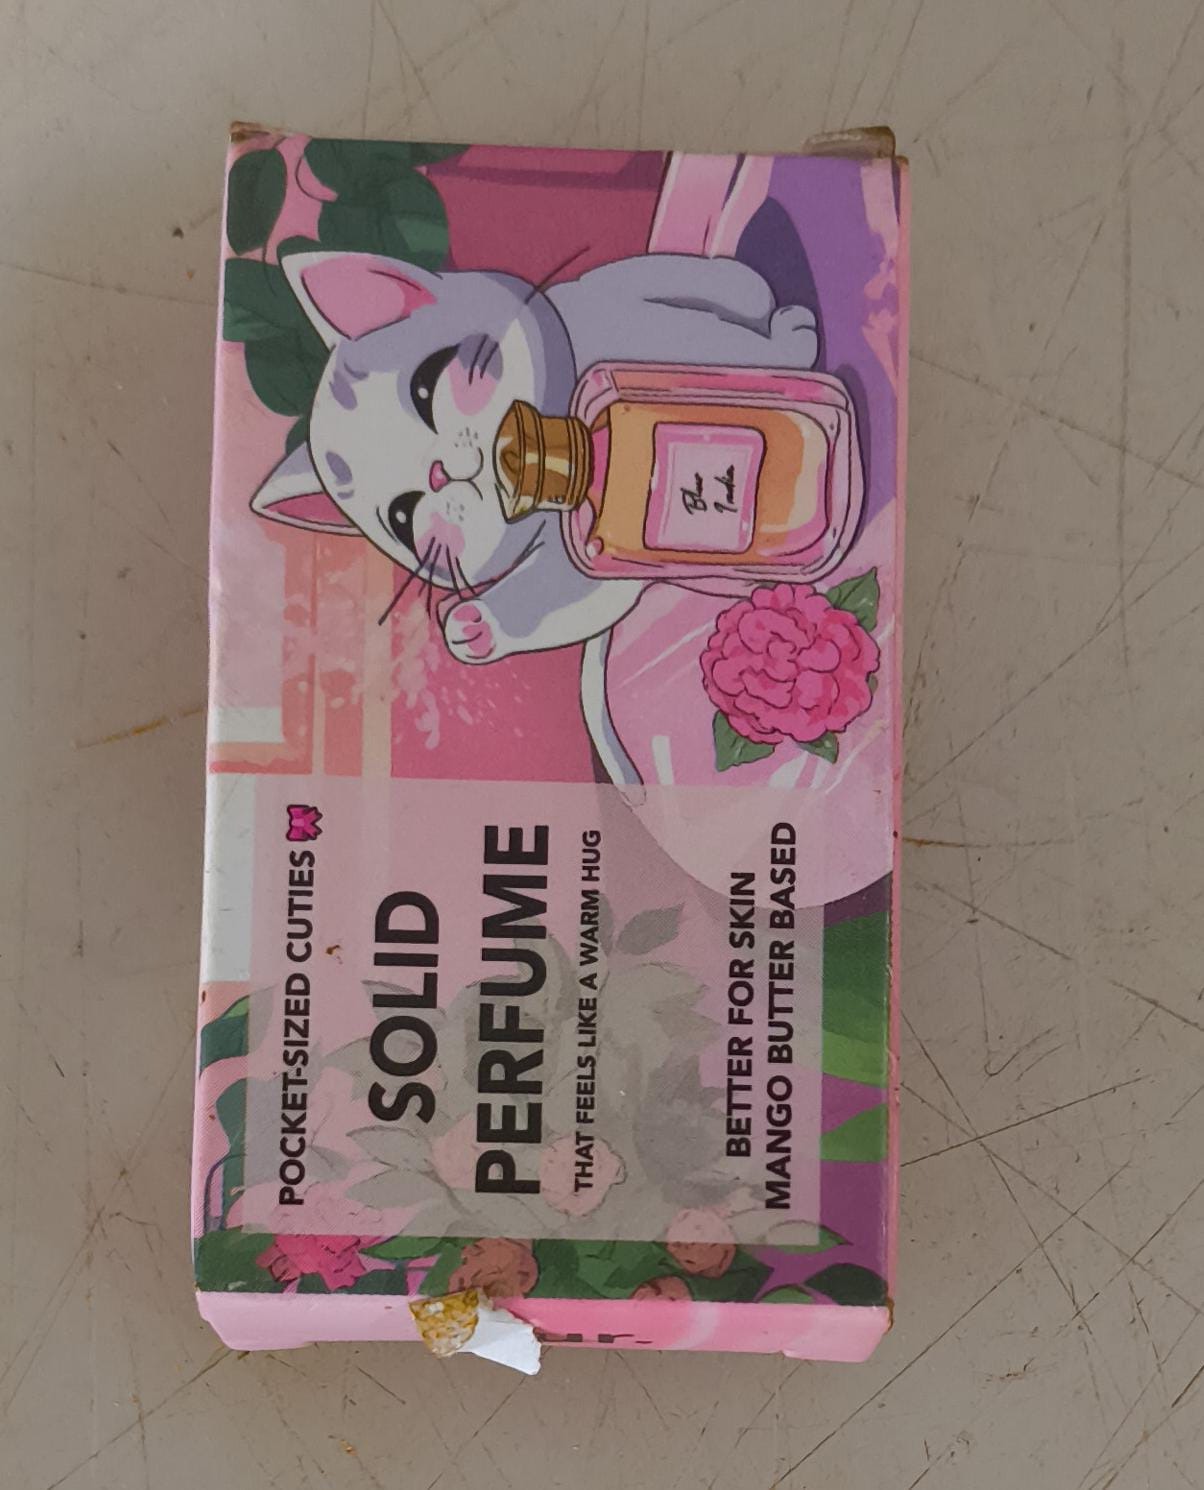 POCKET-SIZED CUTIES
SOLID
PERFUME
THAT FEELS LIKE A WARM HUG
BETTER FOR SKIN
MANGO BUTTER BASED